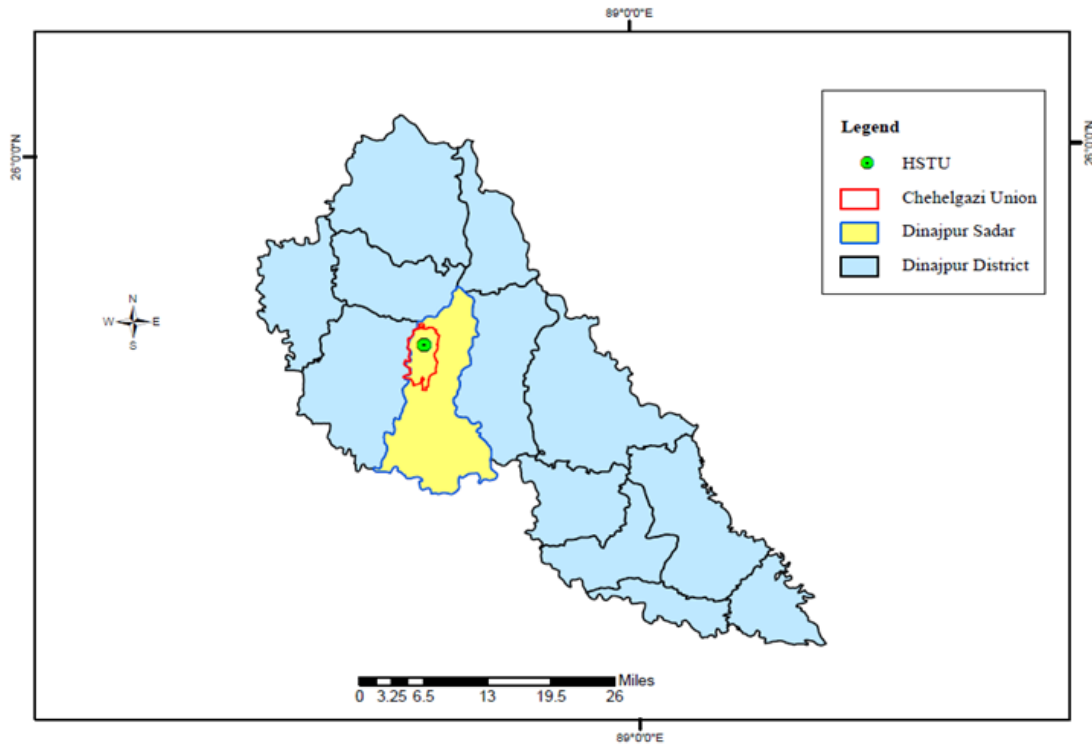 89°0'0"E
26°0'0"N
26°0'0"N
Legend
HSTU
Chehelgazi Union
Dinajpur Sadar
Dinajpur District
N
W E
S
Miles
0 3.25 6.5 13 19.5 26
89°0'0"E